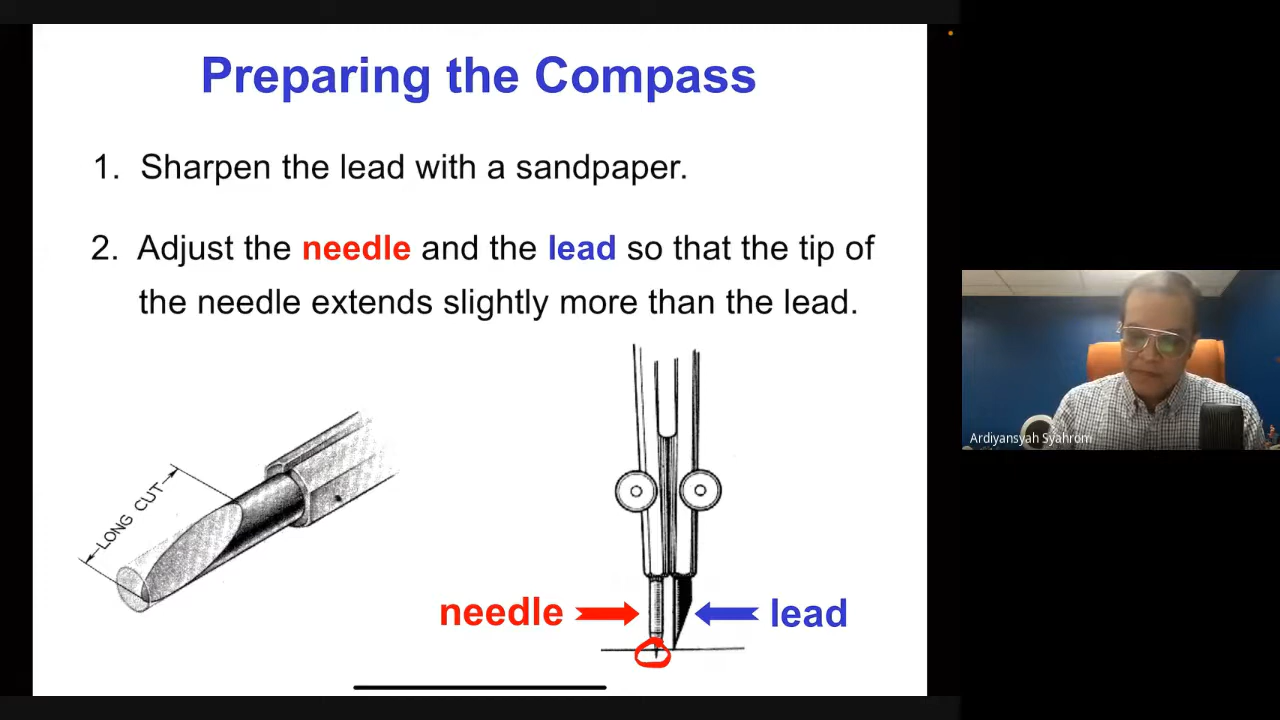 Preparing the Compass
1. Sharpen the lead with a sandpaper.
2. Adjust the needle and the lead so that the tip of
the needle extends slightly more than the lead.
LONG CUT
needle
lead
Ardiyansyah Syahrom